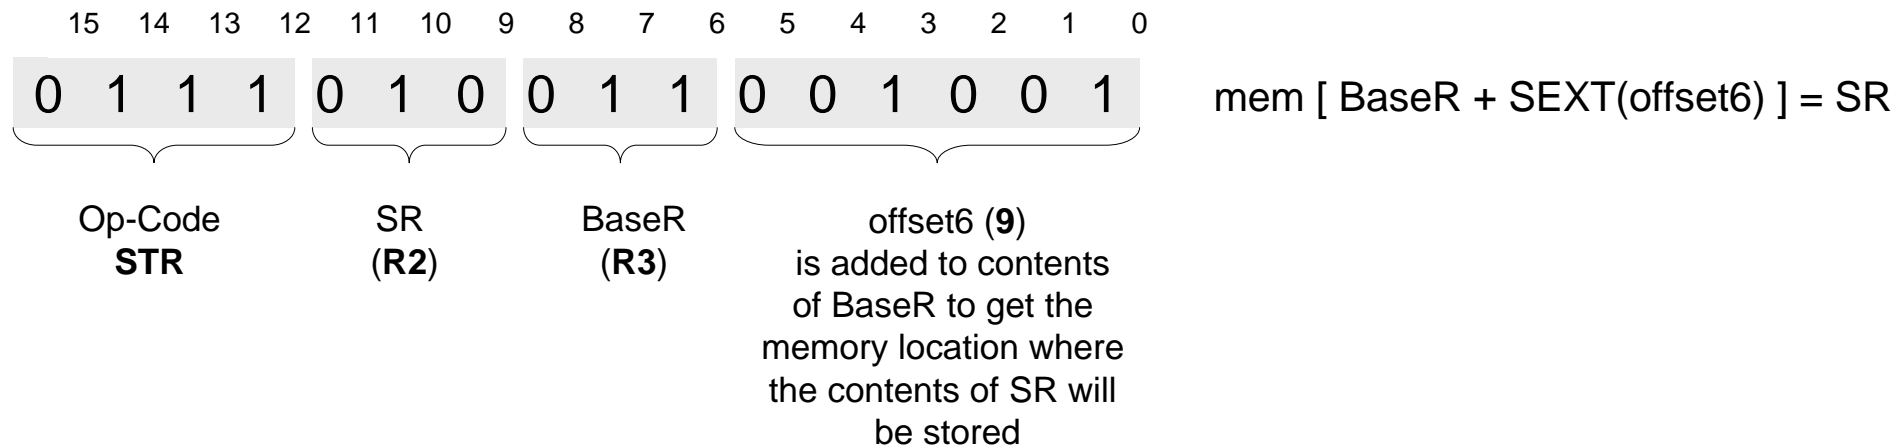 15 14 13 12 11 10 9 8 7 6 5 4 3 2 1 0
0 1 1 1 0 1 0 0 1 1 0 0 1 0 0 1
mem [ BaseR + SEXT(offset6) ] = SR
Op-Code
STR
SR
(R2)
BaseR
(R3)
offset6 (9)
is added to contents
of BaseR to get the
memory location where
the contents of SR will
be stored